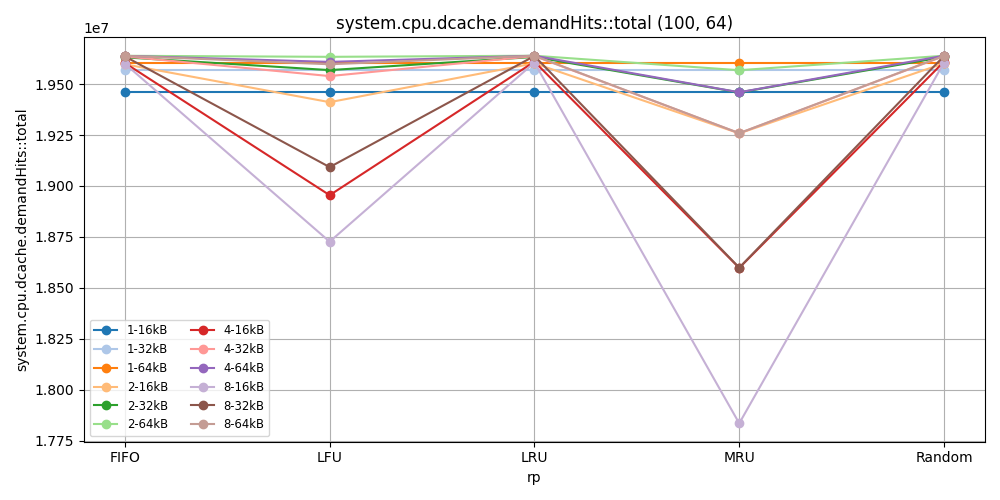 system.cpu.dcache.demandHits::total (100, 64)
1e7
system.cpu.dcache.demandHits::total
1.950
1.925
1.900
1.875
1.850
1.825
1.800
1.775
1-16kB
1-32kB
1-64kB
2-16kB
2-32kB
2-64kB
4-16kB
4-32kB
4-64kB
8-16kB
8-32kB
8-64kB
FIFO LFU LRU MRU Random
rp